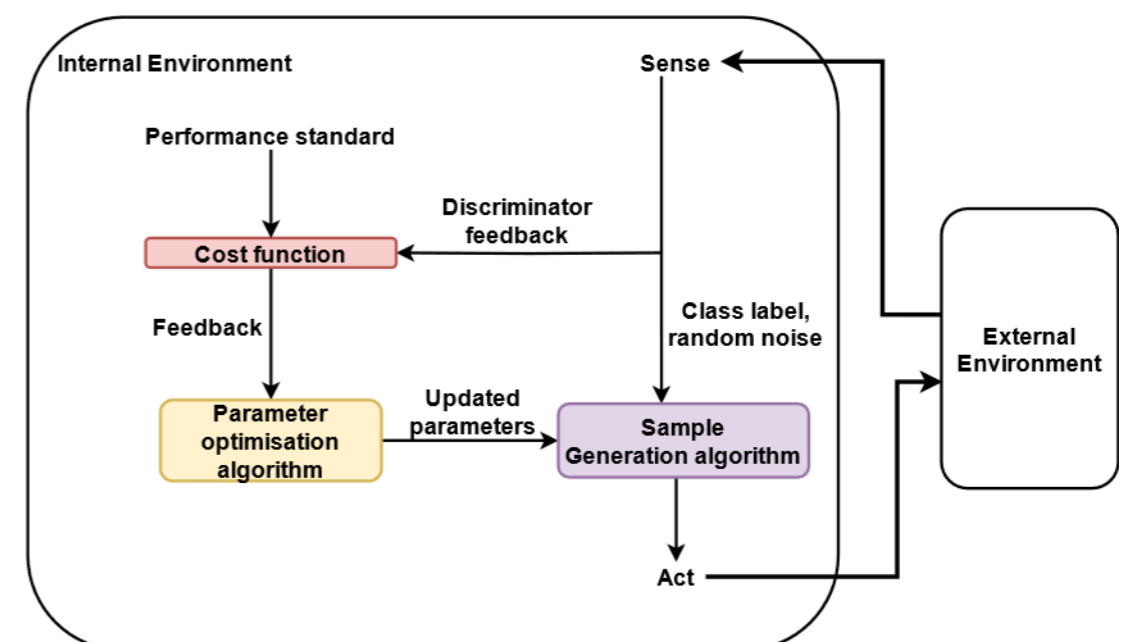 Internal Environment
Sense
Performance standard
Discriminator
feedback
Cost function
Feedback
Class label,
random noise
External
Environment
Updated
parameters
Parameter
optimisation
algorithm
Sample
Generation algorithm
Act